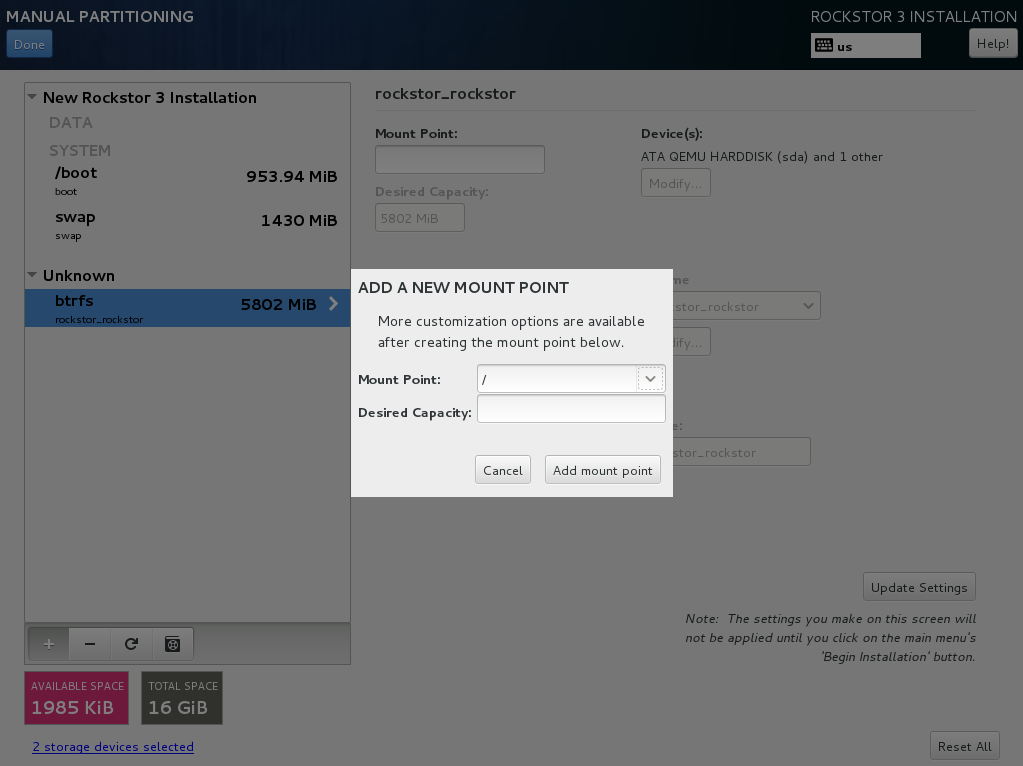 MANUAL PARTITIONING
ROCKSTOR 3 INSTALLATION
Done
us
Help!
New Rockstor 3 Installation
DATA
SYSTEM
/boot
953.94 MiB
boot
swap
1430 MiB
swap
Unknown
btrfs
5802 MiB
rockstor_rockstor
rockstor_rockstor
Mount Point:
Device(s):
ATA QEMU HARDDISK (sda) and 1 other
Modify...
Desired Capacity:
5802 MiB
ADD A NEW MOUNT POINT
More customization options are available
after creating the mount point below.
Mount Point:
/
Desired Capacity:
Cancel
Add mount point
Update Settings
Note: The settings you make on this screen will
not be applied until you click on the main menu's
'Begin Installation' button.
+ −
AVAILABLE SPACE
1985 KiB
TOTAL SPACE
16 GiB
2 storage devices selected
Reset All